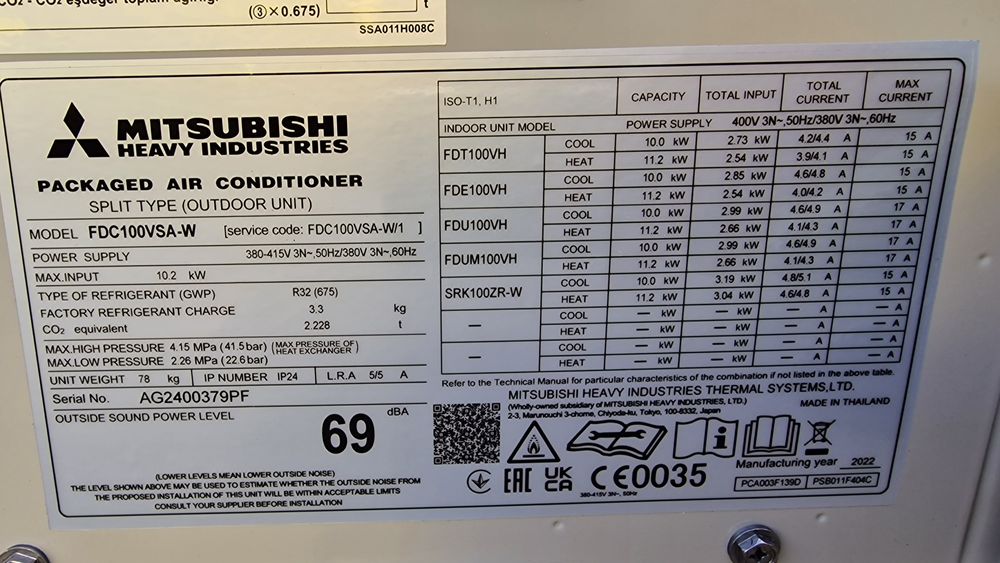 CO₂ - CO₂ eşdeğer toplam ağırlığı
(③×0.675)
t
SSA011H008C
MITSUBISHI
HEAVY INDUSTRIES
PACKAGED AIR CONDITIONER
SPLIT TYPE (OUTDOOR UNIT)
MODEL FDC100VSA-W [service code: FDC100VSA-W/1 ]
POWER SUPPLY 380-415V 3N~,50Hz/380V 3N~,60Hz
MAX.INPUT 10.2 kW
TYPE OF REFRIGERANT (GWP) R32 (675)
FACTORY REFRIGERANT CHARGE 3.3 kg
CO₂ equivalent 2.228 t
MAX.HIGH PRESSURE 4.15 MPa (41.5bar) (MAX PRESSURE OF HEAT EXCHANGER)
MAX.LOW PRESSURE 2.26 MPa (22.6bar)
UNIT WEIGHT 78 kg IP NUMBER IP24 L.R.A 5/5 A
Serial No. AG2400379PF
OUTSIDE SOUND POWER LEVEL
69 dBA
(LOWER LEVELS MEAN LOWER OUTSIDE NOISE)
THE LEVEL SHOWN ABOVE MAY BE USED TO ESTIMATE WHETHER THE OUTSIDE NOISE FROM
THE PROPOSED INSTALLATION OF THIS UNIT WILL BE WITHIN ACCEPTABLE LIMITS
CONSULT YOUR SUPPLIER BEFORE INSTALLATION
ISO-T1, H1 CAPACITY TOTAL INPUT TOTAL CURRENT MAX CURRENT
INDOOR UNIT MODEL POWER SUPPLY 400V 3N~,50Hz/380V 3N~,60Hz
FDT100VH COOL 10.0 kW 2.73 kW 4.2/4.4 A 15 A
HEAT 11.2 kW 2.54 kW 3.9/4.1 A 15 A
FDE100VH COOL 10.0 kW 2.85 kW 4.6/4.8 A 15 A
HEAT 11.2 kW 2.54 kW 4.0/4.2 A 15 A
FDU100VH COOL 10.0 kW 2.99 kW 4.6/4.9 A 17 A
HEAT 11.2 kW 2.66 kW 4.1/4.3 A 17 A
FDUM100VH COOL 10.0 kW 2.99 kW 4.6/4.9 A 17 A
HEAT 11.2 kW 2.66 kW 4.1/4.3 A 17 A
SRK100ZR-W COOL 10.0 kW 3.19 kW 4.8/5.1 A 15 A
HEAT 11.2 kW 3.04 kW 4.6/4.8 A 15 A
— COOL — kW — kW — A — A
HEAT — kW — kW — A — A
— COOL — kW — kW — A — A
HEAT — kW — kW — A — A
Refer to the Technical Manual for particular characteristics of the combination if not listed in the above table.
MITSUBISHI HEAVY INDUSTRIES THERMAL SYSTEMS,LTD.
(Wholly-owned subsidiary of MITSUBISHI HEAVY INDUSTRIES, LTD.)
2-3, Marunouchi 3-chome, Chiyoda-ku, Tokyo, 100-8332, Japan
MADE IN THAILAND
Manufacturing year 2022
EAC UK CA CE0035
380-415V 3N~, 50Hz
PCA003F139D PSB011F404C